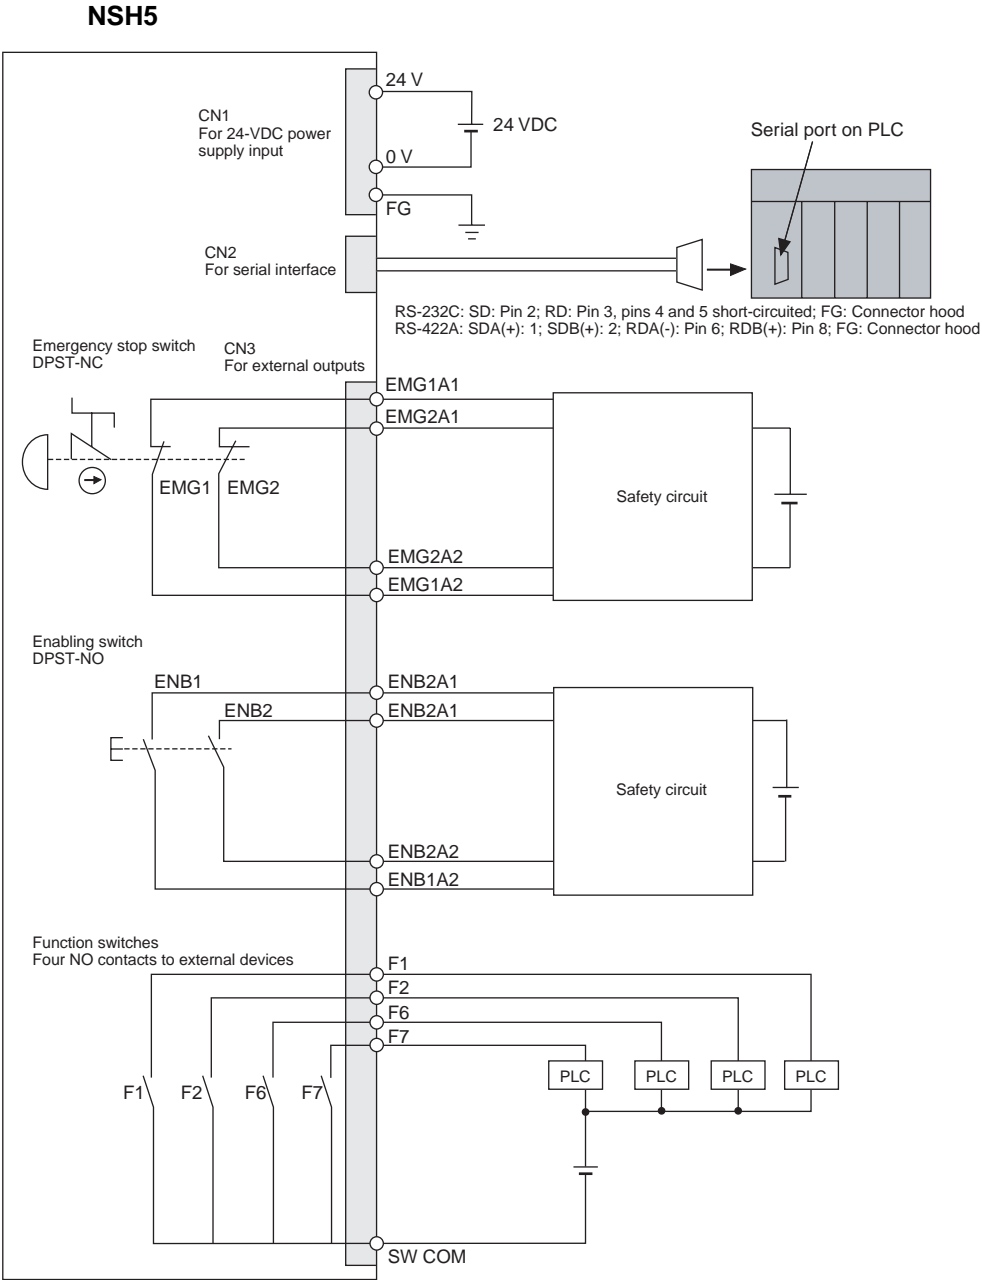 NSH5
24 V
CN1
For 24-VDC power
supply input
24 VDC
0 V
FG
Serial port on PLC
CN2
For serial interface
RS-232C: SD: Pin 2; RD: Pin 3, pins 4 and 5 short-circuited; FG: Connector hood
RS-422A: SDA(+): 1; SDB(+): 2; RDA(-): Pin 6; RDB(+): Pin 8; FG: Connector hood
Emergency stop switch
DPST-NC
CN3
For external outputs
EMG1A1
EMG2A1
EMG1
EMG2
Safety circuit
EMG2A2
EMG1A2
Enabling switch
DPST-NO
ENB1
ENB2A1
ENB2
ENB2A1
Safety circuit
ENB2A2
ENB1A2
Function switches
Four NO contacts to external devices
F1
F2
F6
F7
PLC
PLC
PLC
PLC
F1
F2
F6
F7
SW COM